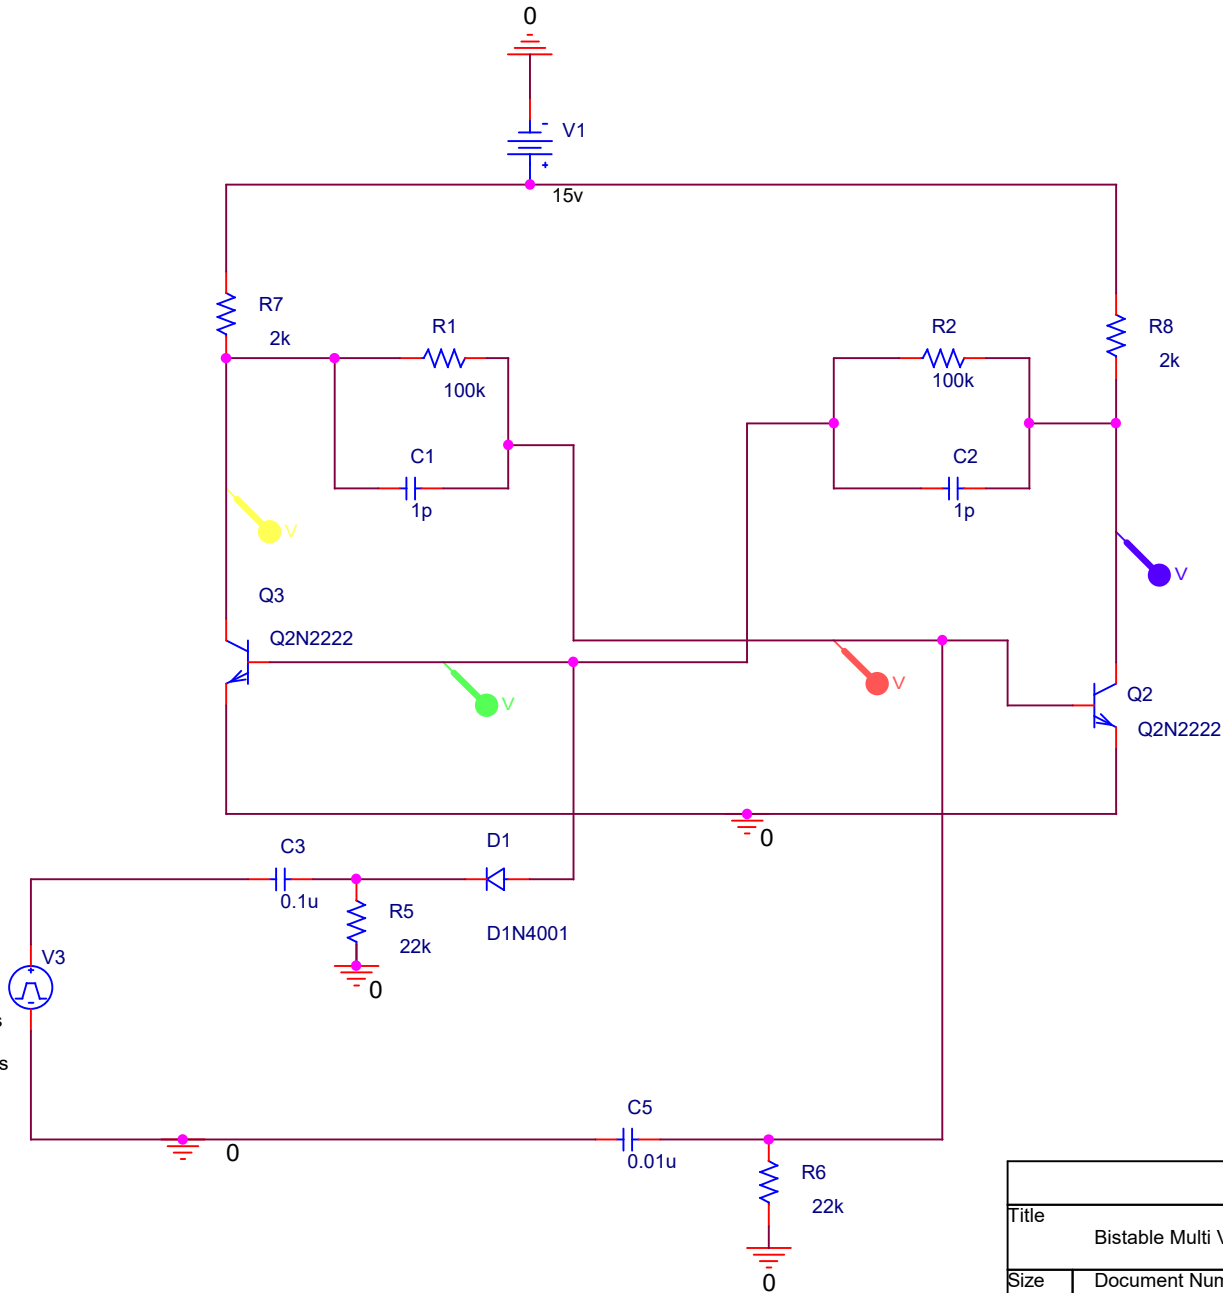 0
V1
15v
R7
2k
R1
100k
R2
100k
R8
2k
C1
1p
C2
1p
V
V
Q3
Q2N2222
V
V
Q2
Q2N2222
0
C3
0.1u
D1
D1N4001
R5
22k
0
V3
+
-
s
s
C5
0.01u
0
R6
22k
0
Title
Bistable Multi V
Size
Document Num